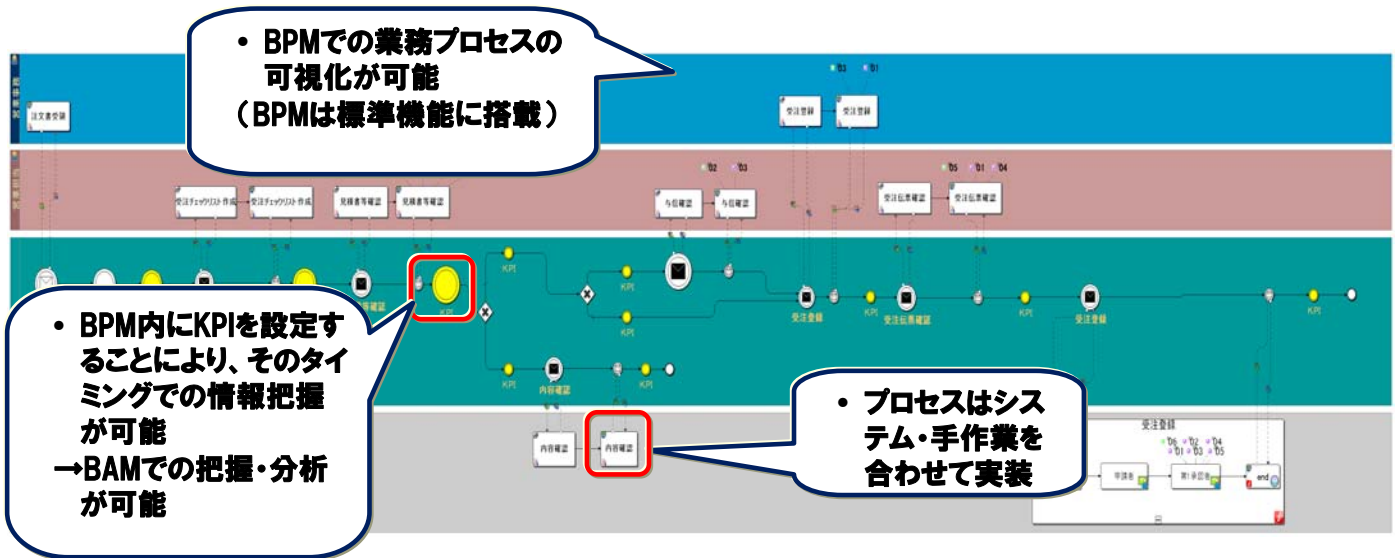 • BPMでの業務プロセスの
可視化が可能
（BPMは標準機能に搭載）
注文書受領
受注登録
受注登録
受注チェックリスト作成
受注チェックリスト作成
見積書等確認
見積書等確認
与信確認
与信確認
受注伝票確認
受注伝票確認
KPI
KPI
KPI
KPI
受注登録
KPI
受注伝票確認
KPI
受注登録
KPI
KPI
内容確認
KPI
• BPM内にKPIを設定す
ることにより、そのタイ
ミングでの情報把握
が可能
→BAMでの把握・分析
が可能
• プロセスはシス
テム・手作業を
合わせて実装
内容確認
内容確認
受注登録
申請者
第1承認者
end